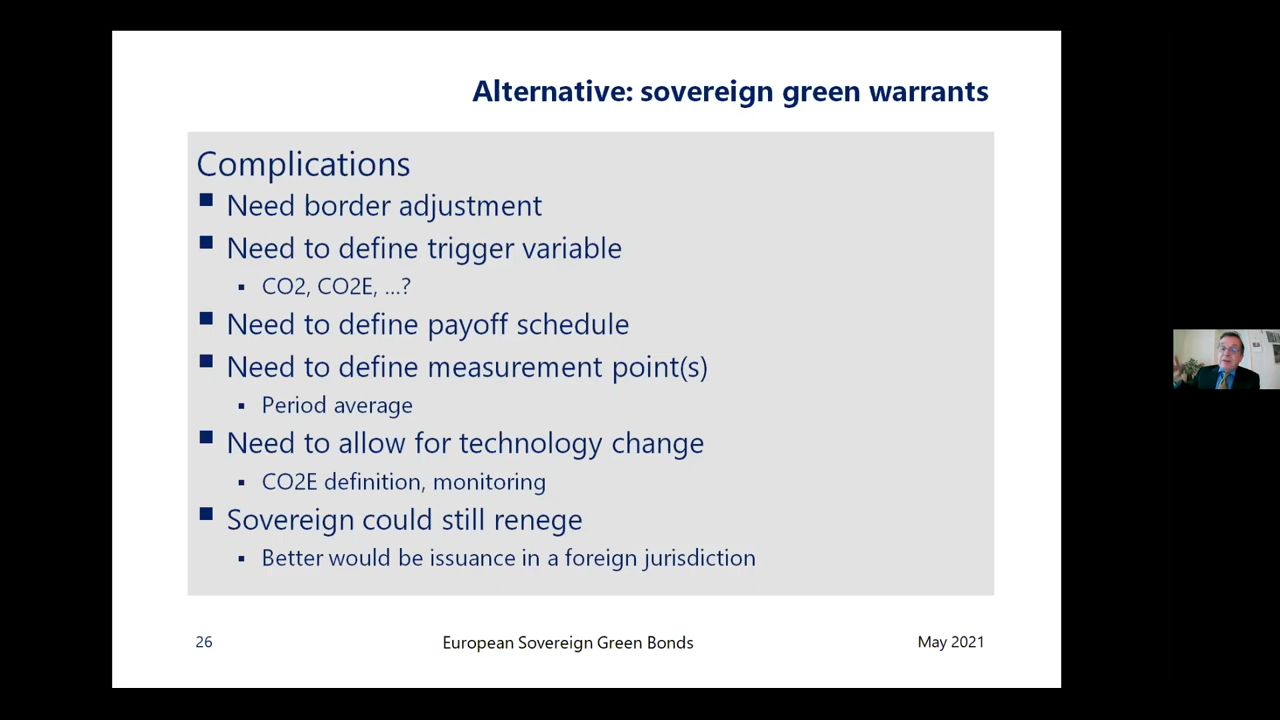 Alternative: sovereign green warrants
Complications
Need border adjustment
Need to define trigger variable
CO2, CO2E, ...?
Need to define payoff schedule
Need to define measurement point(s)
Period average
Need to allow for technology change
CO2E definition, monitoring
Sovereign could still renege
Better would be issuance in a foreign jurisdiction
26
European Sovereign Green Bonds
May 2021